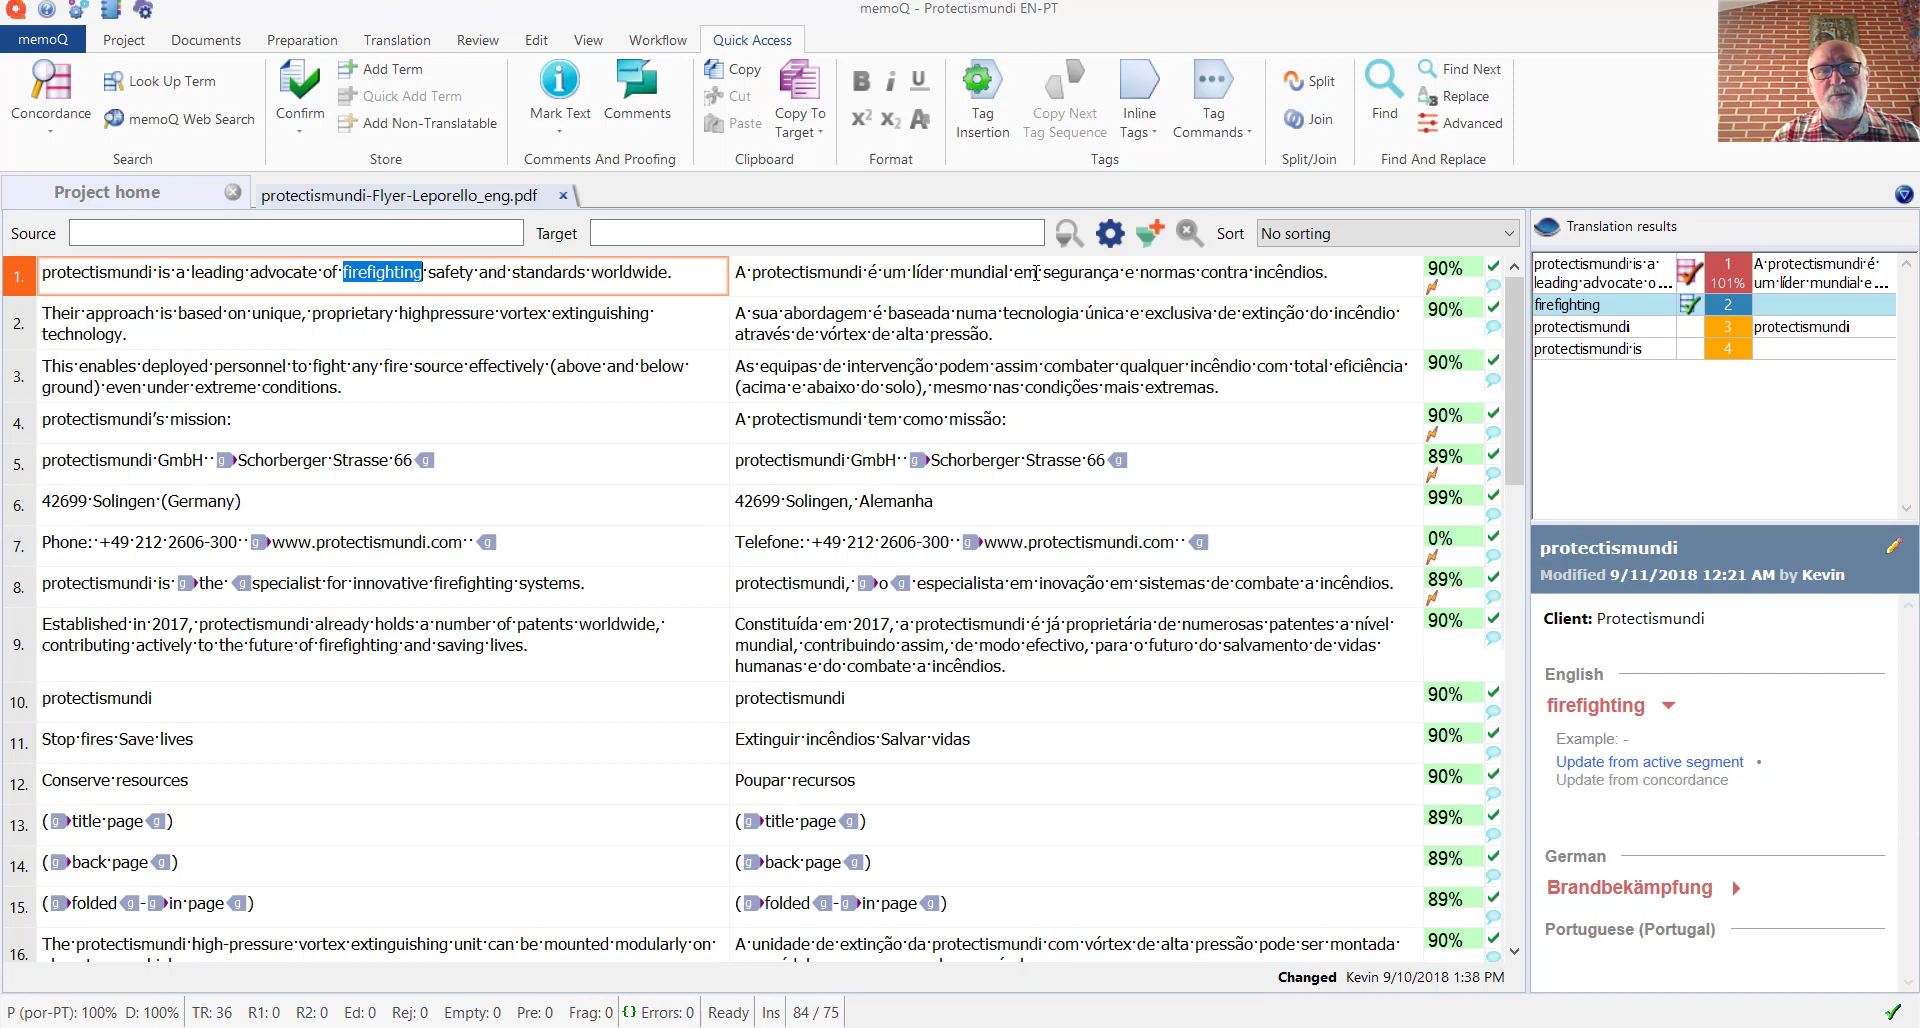 memoQ - Protectismundi EN-PT
memoQ Project Documents Preparation Translation Review Edit View Workflow Quick Access
Concordance
Look Up Term
memoQ Web Search
Search
Confirm
Add Term
Quick Add Term
Add Non-Translatable
Store
Mark Text
Comments
Comments And Proofing
Copy
Cut
Paste
Copy To
Target
Clipboard
B i U
X² X₂ A
Format
Tag
Insertion
Copy Next
Tag Sequence
Inline
Tags
Tag
Commands
Tags
Split
Join
Split/Join
Find
Find Next
Replace
Advanced
Find And Replace
Project home
protectismundi-Flyer-Leporello_eng.pdf
Source Target Sort No sorting
1. protectismundi·is·a·leading·advocate·of·firefighting·safety·and·standards·worldwide. A·protectismundi·é·um·líder·mundial·em·segurança·e·normas·contra·incêndios. 90%
2. Their·approach·is·based·on·unique,·proprietary·highpressure·vortex·extinguishing· A·sua·abordagem·é·baseada·numa·tecnologia·única·e·exclusiva·de·extinção·do·incêndio· 90%
technology. através·de·vórtex·de·alta·pressão.
3. This·enables·deployed·personnel·to·fight·any·fire·source·effectively·(above·and·below· As·equipas·de·intervenção·podem·assim·combater·qualquer·incêndio·com·total·eficiência· 90%
ground)·even·under·extreme·conditions. (acima·e·abaixo·do·solo),·mesmo·nas·condições·mais·extremas.
4. protectismundi's·mission: A·protectismundi·tem·como·missão: 90%
5. protectismundi·GmbH·· g Schorberger·Strasse·66 g protectismundi·GmbH·· g Schorberger·Strasse·66 g 89%
6. 42699·Solingen·(Germany) 42699·Solingen,·Alemanha 99%
7. Phone:·+49·212·2606-300·· g www.protectismundi.com·· g Telefone:·+49·212·2606-300·· g www.protectismundi.com·· g 0%
8. protectismundi·is· g the· g specialist·for·innovative·firefighting·systems. protectismundi,· g o g ·especialista·em·inovação·em·sistemas·de·combate·a·incêndios. 89%
9. Established·in·2017,·protectismundi·already·holds·a·number·of·patents·worldwide,· Constituída·em·2017,·a·protectismundi·é·já·proprietária·de·numerosas·patentes·a·nível· 90%
contributing·actively·to·the·future·of·firefighting·and·saving·lives. mundial,·contribuindo·assim,·de·modo·efectivo,·para·o·futuro·do·salvamento·de·vidas·
humanas·e·do·combate·a·incêndios.
10. protectismundi protectismundi 90%
11. Stop·fires·Save·lives Extinguir·incêndios·Salvar·vidas 90%
12. Conserve·resources Poupar·recursos 90%
13. ( g title·page g ) ( g title·page g ) 89%
14. ( g back·page g ) ( g back·page g ) 89%
15. ( g folded g - g in·page g ) ( g folded g - g in·page g ) 89%
16. The·protectismundi·high-pressure·vortex·extinguishing·unit·can·be·mounted·modularly·on· A·unidade·de·extinção·da·protectismundi·com·vórtex·de·alta·pressão·pode·ser·montada· 90%
Changed Kevin 9/10/2018 1:38 PM
Translation results
protectismundi·is·a· 1 A·protectismundi·é·
leading·advocate·o... 101% um·líder·mundial·e...
firefighting 2
protectismundi 3 protectismundi
protectismundi·is 4
protectismundi
Modified 9/11/2018 12:21 AM by Kevin
Client: Protectismundi
English
firefighting
Example: -
Update from active segment •
Update from concordance
German
Brandbekämpfung
Portuguese (Portugal)
P (por-PT): 100% D: 100% TR: 36 R1: 0 R2: 0 Ed: 0 Rej: 0 Empty: 0 Pre: 0 Frag: 0 {} Errors: 0 Ready Ins 84 / 75